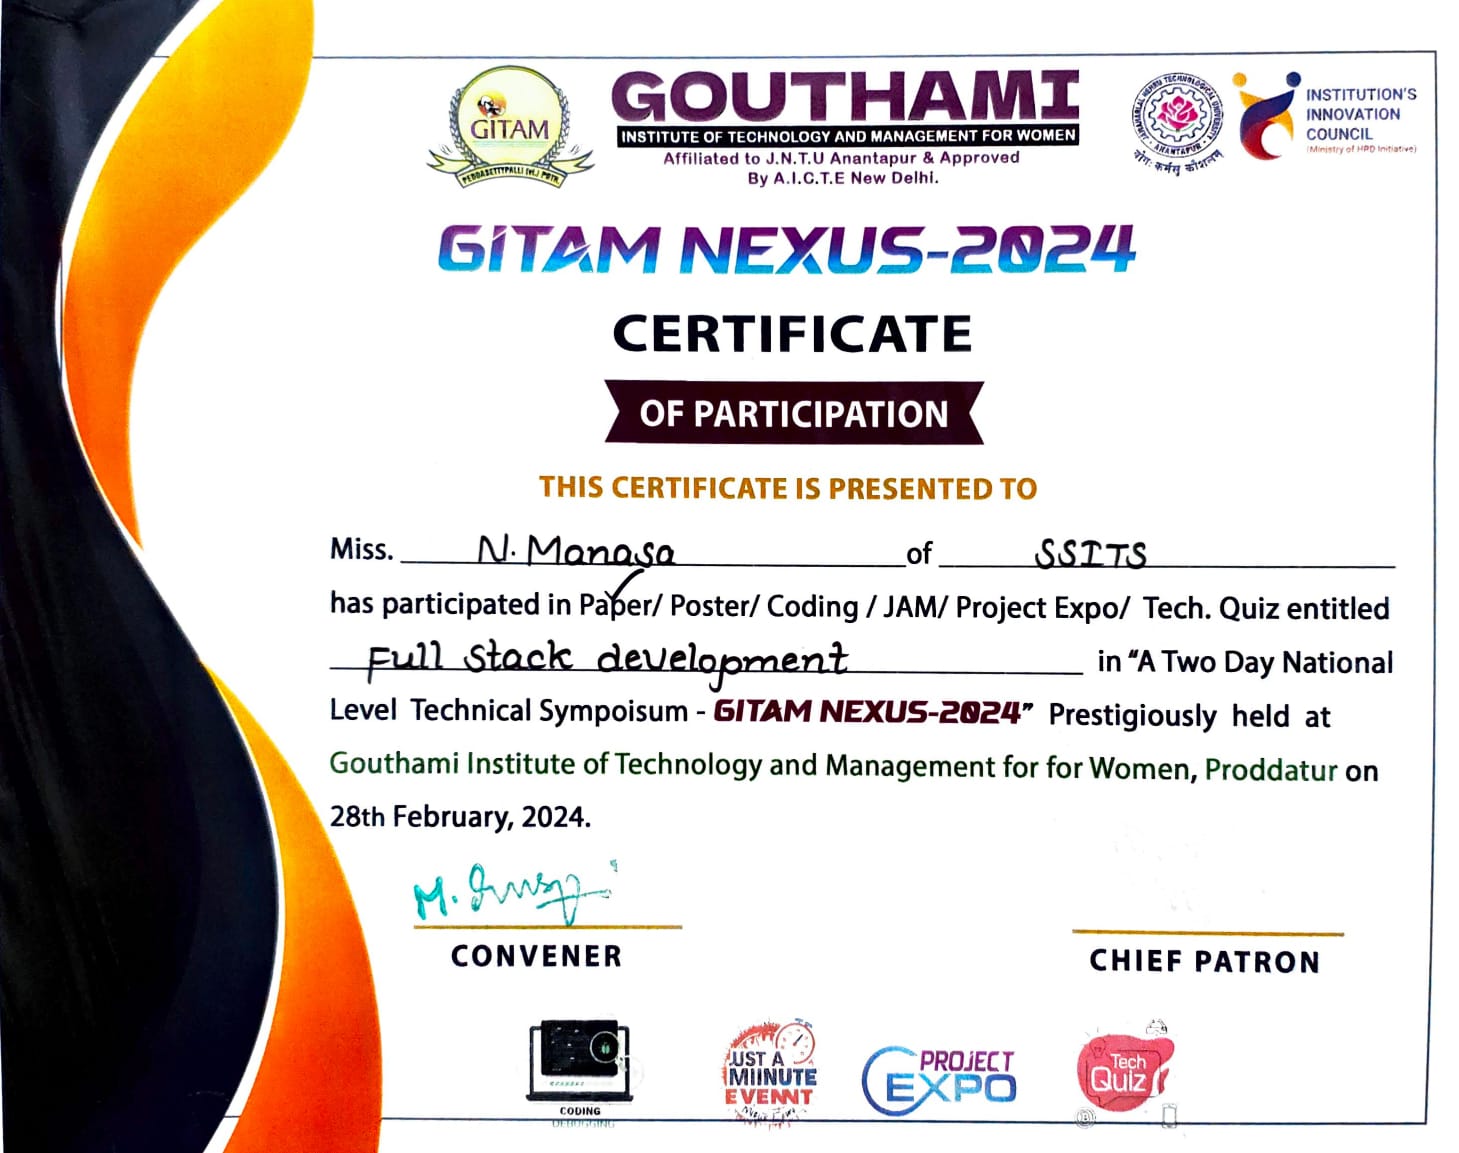 GITAM
PEDDASETTYPALLI (V.) PDTR.
GOUTHAMI
INSTITUTE OF TECHNOLOGY AND MANAGEMENT FOR WOMEN
Affiliated to J.N.T.U Anantapur & Approved
By A.I.C.T.E New Delhi.
JAWAHARLAL NEHRU TECHNOLOGICAL UNIVERSITY
ANANTAPUR
योगः कर्मसु कौशलम्
INSTITUTION'S
INNOVATION
COUNCIL
(Ministry of HRD Initiative)
GITAM NEXUS-2024
CERTIFICATE
OF PARTICIPATION
THIS CERTIFICATE IS PRESENTED TO
Miss. N. Manasa of SSITS
has participated in Paper/ Poster/ Coding / JAM/ Project Expo/ Tech. Quiz entitled
Full Stack development in “A Two Day National
Level Technical Sympoisum - GITAM NEXUS-2024” Prestigiously held at
Gouthami Institute of Technology and Management for for Women, Proddatur on
28th February, 2024.
M.
CONVENER
CHIEF PATRON
CODING
DEBUGGING
JUST A
MIINUTE
EVENNT
PROJECT
EXPO
Tech
Quiz